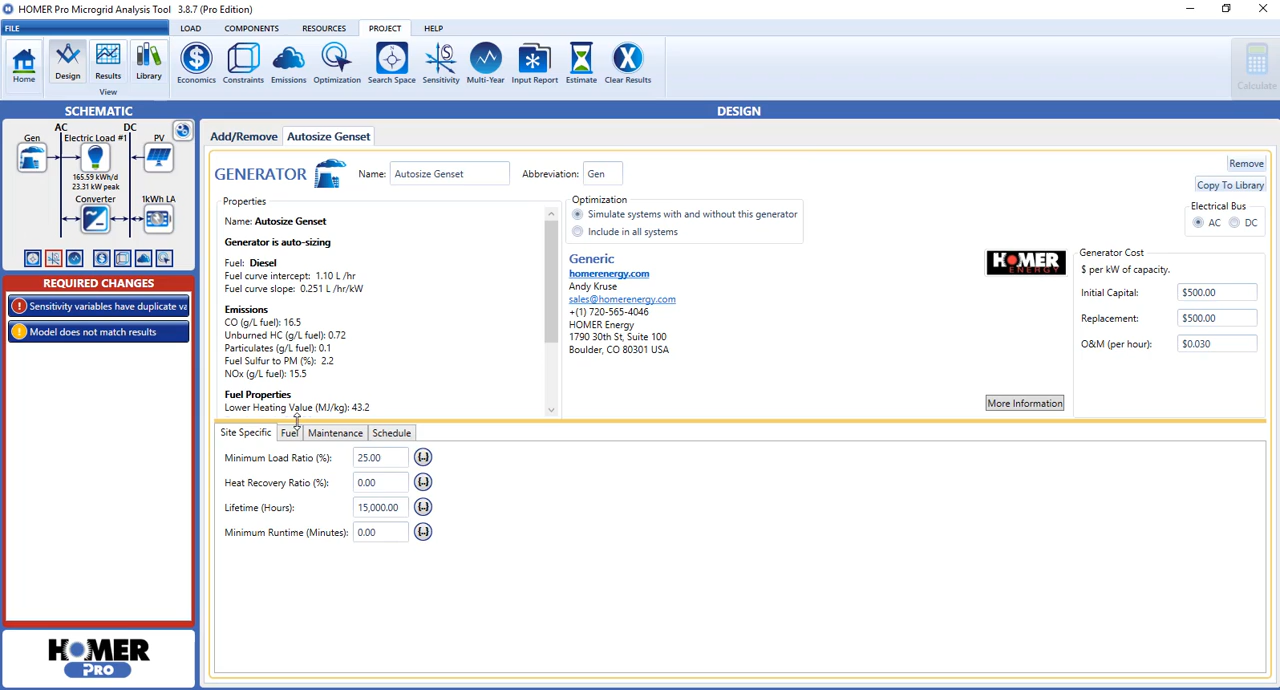 HOMER Pro Microgrid Analysis Tool 3.8.7 (Pro Edition)
FILE
LOAD COMPONENTS RESOURCES PROJECT HELP
Home Design Results Library
View
Economics Constraints Emissions Optimization Search Space Sensitivity Multi-Year Input Report Estimate Clear Results
Calculate
SCHEMATIC
AC DC
Gen Electric Load #1 PV
165.59 kWh/d
23.31 kW peak
Converter 1kWh LA
REQUIRED CHANGES
Sensitivity variables have duplicate va
Model does not match results
HOMER
PRO
DESIGN
Add/Remove Autosize Genset
GENERATOR Name: Autosize Genset Abbreviation: Gen
Remove
Copy To Library
Electrical Bus
AC DC
Properties
Name: Autosize Genset
Generator is auto-sizing
Fuel: Diesel
Fuel curve intercept: 1.10 L /hr
Fuel curve slope: 0.251 L /hr/kW
Emissions
CO (g/L fuel): 16.5
Unburned HC (g/L fuel): 0.72
Particulates (g/L fuel): 0.1
Fuel Sulfur to PM (%): 2.2
NOx (g/L fuel): 15.5
Fuel Properties
Lower Heating Value (MJ/kg): 43.2
Optimization
Simulate systems with and without this generator
Include in all systems
Generic
homerenergy.com
Andy Kruse
sales@homerenergy.com
+(1) 720-565-4046
HOMER Energy
1790 30th St, Suite 100
Boulder, CO 80301 USA
HOMER
ENERGY
More Information
Generator Cost
$ per kW of capacity.
Initial Capital: $500.00
Replacement: $500.00
O&M (per hour): $0.030
Site Specific Fuel Maintenance Schedule
Minimum Load Ratio (%): 25.00 {..}
Heat Recovery Ratio (%): 0.00 {..}
Lifetime (Hours): 15,000.00 {..}
Minimum Runtime (Minutes): 0.00 {..}